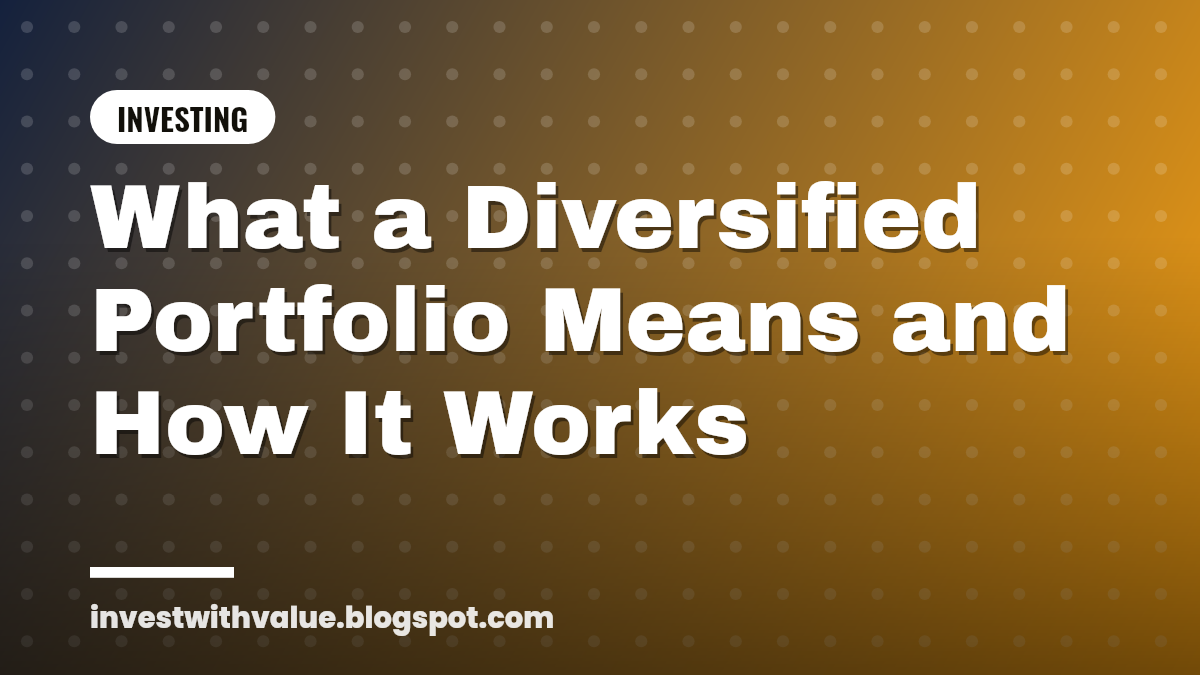 INVESTING
What a Diversified
Portfolio Means and
How It Works
investwithvalue.blogspot.com